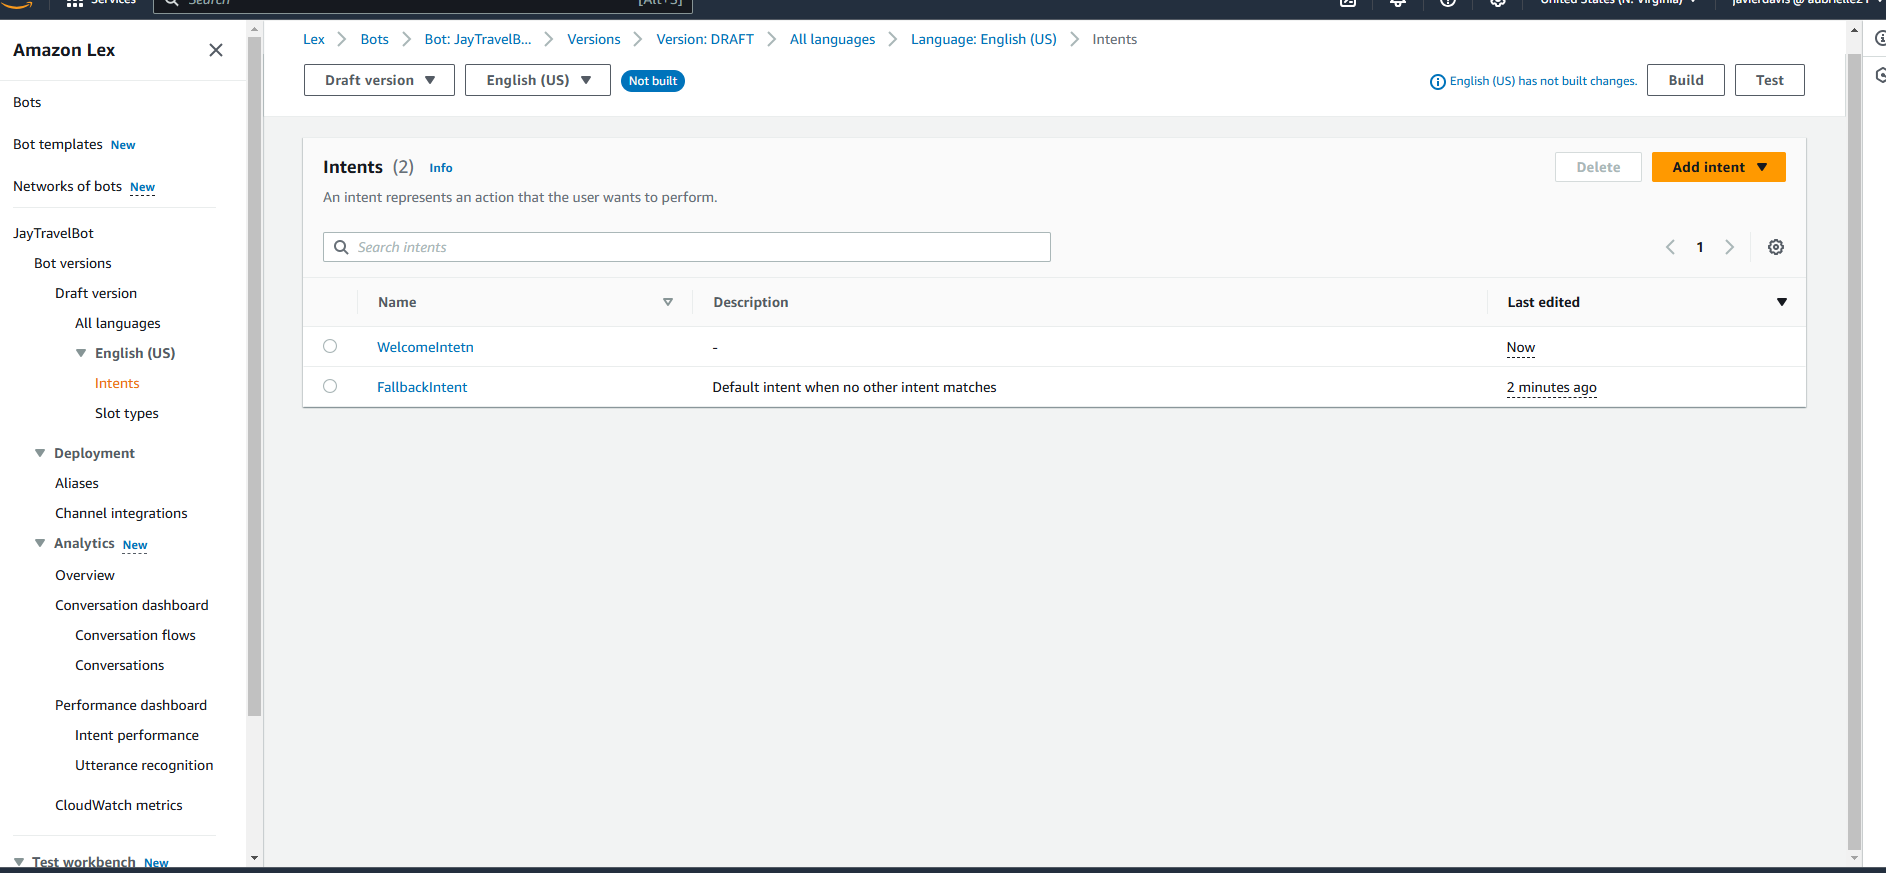 Services
Search
[Alt+S]
United States (N. Virginia)
Amazon Lex
Bots
Bot templates New
Networks of bots New
JayTravelBot
Bot versions
Draft version
All languages
English (US)
Intents
Slot types
Deployment
Aliases
Channel integrations
Analytics New
Overview
Conversation dashboard
Conversation flows
Conversations
Performance dashboard
Intent performance
Utterance recognition
CloudWatch metrics
Test workbench New
Lex Bots Bot: JayTravelB... Versions Version: DRAFT All languages Language: English (US) Intents
Draft version English (US) Not built English (US) has not built changes. Build Test
Intents (2) Info Delete Add intent
An intent represents an action that the user wants to perform.
Search intents 1
Name Description Last edited
WelcomeIntetn - Now
FallbackIntent Default intent when no other intent matches 2 minutes ago